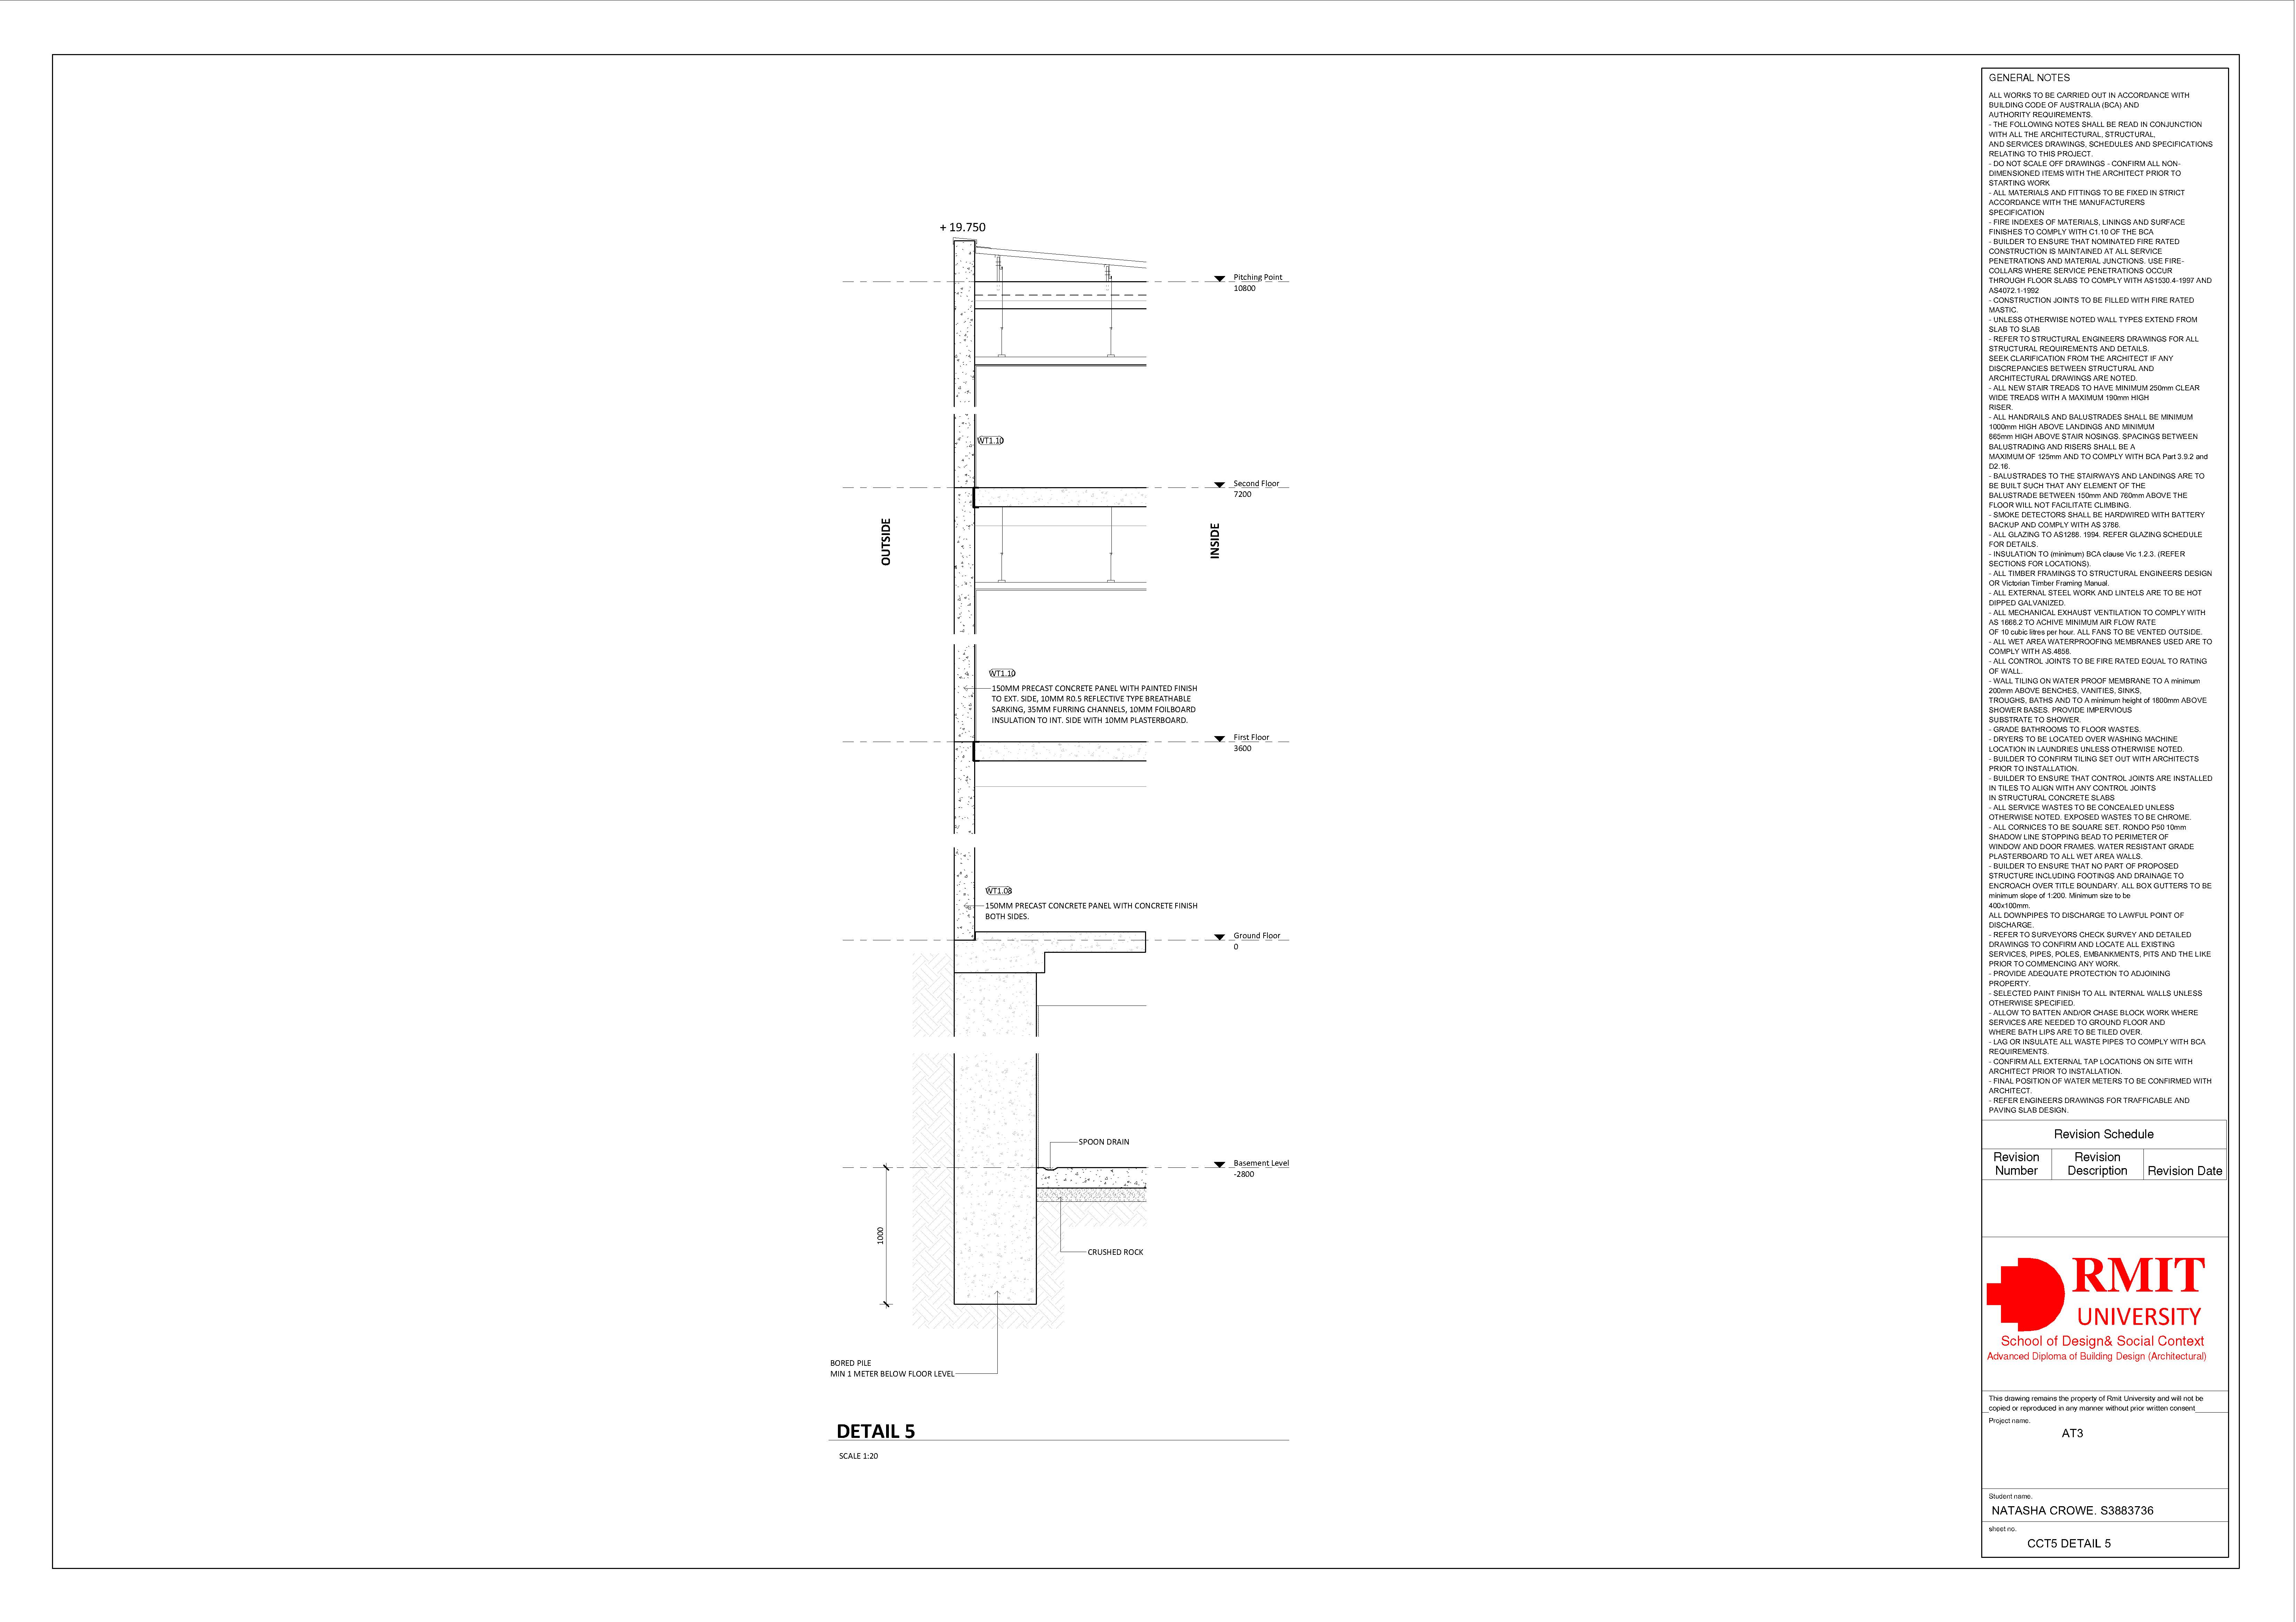 + 19.750
Pitching Point
10800
WT1.10
Second Floor
7200
OUTSIDE
INSIDE
WT1.10
150MM PRECAST CONCRETE PANEL WITH PAINTED FINISH
TO EXT. SIDE, 10MM R0.5 REFLECTIVE TYPE BREATHABLE
SARKING, 35MM FURRING CHANNELS, 10MM FOILBOARD
INSULATION TO INT. SIDE WITH 10MM PLASTERBOARD.
First Floor
3600
WT1.08
150MM PRECAST CONCRETE PANEL WITH CONCRETE FINISH
BOTH SIDES.
Ground Floor
0
SPOON DRAIN
Basement Level
-2800
1000
CRUSHED ROCK
BORED PILE
MIN 1 METER BELOW FLOOR LEVEL
DETAIL 5
SCALE 1:20
GENERAL NOTES
ALL WORKS TO BE CARRIED OUT IN ACCORDANCE WITH
BUILDING CODE OF AUSTRALIA (BCA) AND
AUTHORITY REQUIREMENTS.
- THE FOLLOWING NOTES SHALL BE READ IN CONJUNCTION
WITH ALL THE ARCHITECTURAL, STRUCTURAL,
AND SERVICES DRAWINGS, SCHEDULES AND SPECIFICATIONS
RELATING TO THIS PROJECT.
- DO NOT SCALE OFF DRAWINGS - CONFIRM ALL NON-
DIMENSIONED ITEMS WITH THE ARCHITECT PRIOR TO
STARTING WORK
- ALL MATERIALS AND FITTINGS TO BE FIXED IN STRICT
ACCORDANCE WITH THE MANUFACTURERS
SPECIFICATION
- FIRE INDEXES OF MATERIALS, LININGS AND SURFACE
FINISHES TO COMPLY WITH C1.10 OF THE BCA
- BUILDER TO ENSURE THAT NOMINATED FIRE RATED
CONSTRUCTION IS MAINTAINED AT ALL SERVICE
PENETRATIONS AND MATERIAL JUNCTIONS. USE FIRE-
COLLARS WHERE SERVICE PENETRATIONS OCCUR
THROUGH FLOOR SLABS TO COMPLY WITH AS1530.4-1997 AND
AS4072.1-1992
- CONSTRUCTION JOINTS TO BE FILLED WITH FIRE RATED
MASTIC.
- UNLESS OTHERWISE NOTED WALL TYPES EXTEND FROM
SLAB TO SLAB
- REFER TO STRUCTURAL ENGINEERS DRAWINGS FOR ALL
STRUCTURAL REQUIREMENTS AND DETAILS.
SEEK CLARIFICATION FROM THE ARCHITECT IF ANY
DISCREPANCIES BETWEEN STRUCTURAL AND
ARCHITECTURAL DRAWINGS ARE NOTED.
- ALL NEW STAIR TREADS TO HAVE MINIMUM 250mm CLEAR
WIDE TREADS WITH A MAXIMUM 190mm HIGH
RISER.
- ALL HANDRAILS AND BALUSTRADES SHALL BE MINIMUM
1000mm HIGH ABOVE LANDINGS AND MINIMUM
865mm HIGH ABOVE STAIR NOSINGS. SPACINGS BETWEEN
BALUSTRADING AND RISERS SHALL BE A
MAXIMUM OF 125mm AND TO COMPLY WITH BCA Part 3.9.2 and
D2.16.
- BALUSTRADES TO THE STAIRWAYS AND LANDINGS ARE TO
BE BUILT SUCH THAT ANY ELEMENT OF THE
BALUSTRADE BETWEEN 150mm AND 760mm ABOVE THE
FLOOR WILL NOT FACILITATE CLIMBING.
- SMOKE DETECTORS SHALL BE HARDWIRED WITH BATTERY
BACKUP AND COMPLY WITH AS 3786.
- ALL GLAZING TO AS1288. 1994. REFER GLAZING SCHEDULE
FOR DETAILS.
- INSULATION TO (minimum) BCA clause Vic 1.2.3. (REFER
SECTIONS FOR LOCATIONS).
- ALL TIMBER FRAMINGS TO STRUCTURAL ENGINEERS DESIGN
OR Victorian Timber Framing Manual.
- ALL EXTERNAL STEEL WORK AND LINTELS ARE TO BE HOT
DIPPED GALVANIZED.
- ALL MECHANICAL EXHAUST VENTILATION TO COMPLY WITH
AS 1668.2 TO ACHIVE MINIMUM AIR FLOW RATE
OF 10 cubic litres per hour. ALL FANS TO BE VENTED OUTSIDE.
- ALL WET AREA WATERPROOFING MEMBRANES USED ARE TO
COMPLY WITH AS.4858.
- ALL CONTROL JOINTS TO BE FIRE RATED EQUAL TO RATING
OF WALL.
- WALL TILING ON WATER PROOF MEMBRANE TO A minimum
200mm ABOVE BENCHES, VANITIES, SINKS,
TROUGHS, BATHS AND TO A minimum height of 1800mm ABOVE
SHOWER BASES. PROVIDE IMPERVIOUS
SUBSTRATE TO SHOWER.
- GRADE BATHROOMS TO FLOOR WASTES.
- DRYERS TO BE LOCATED OVER WASHING MACHINE
LOCATION IN LAUNDRIES UNLESS OTHERWISE NOTED.
- BUILDER TO CONFIRM TILING SET OUT WITH ARCHITECTS
PRIOR TO INSTALLATION.
- BUILDER TO ENSURE THAT CONTROL JOINTS ARE INSTALLED
IN TILES TO ALIGN WITH ANY CONTROL JOINTS
IN STRUCTURAL CONCRETE SLABS
- ALL SERVICE WASTES TO BE CONCEALED UNLESS
OTHERWISE NOTED. EXPOSED WASTES TO BE CHROME.
- ALL CORNICES TO BE SQUARE SET. RONDO P50 10mm
SHADOW LINE STOPPING BEAD TO PERIMETER OF
WINDOW AND DOOR FRAMES. WATER RESISTANT GRADE
PLASTERBOARD TO ALL WET AREA WALLS.
- BUILDER TO ENSURE THAT NO PART OF PROPOSED
STRUCTURE INCLUDING FOOTINGS AND DRAINAGE TO
ENCROACH OVER TITLE BOUNDARY. ALL BOX GUTTERS TO BE
minimum slope of 1:200. Minimum size to be
400x100mm.
ALL DOWNPIPES TO DISCHARGE TO LAWFUL POINT OF
DISCHARGE.
- REFER TO SURVEYORS CHECK SURVEY AND DETAILED
DRAWINGS TO CONFIRM AND LOCATE ALL EXISTING
SERVICES, PIPES, POLES, EMBANKMENTS, PITS AND THE LIKE
PRIOR TO COMMENCING ANY WORK.
- PROVIDE ADEQUATE PROTECTION TO ADJOINING
PROPERTY.
- SELECTED PAINT FINISH TO ALL INTERNAL WALLS UNLESS
OTHERWISE SPECIFIED.
- ALLOW TO BATTEN AND/OR CHASE BLOCK WORK WHERE
SERVICES ARE NEEDED TO GROUND FLOOR AND
WHERE BATH LIPS ARE TO BE TILED OVER.
- LAG OR INSULATE ALL WASTE PIPES TO COMPLY WITH BCA
REQUIREMENTS.
- CONFIRM ALL EXTERNAL TAP LOCATIONS ON SITE WITH
ARCHITECT PRIOR TO INSTALLATION.
- FINAL POSITION OF WATER METERS TO BE CONFIRMED WITH
ARCHITECT.
- REFER ENGINEERS DRAWINGS FOR TRAFFICABLE AND
PAVING SLAB DESIGN.
Revision Schedule
Revision Number
Revision Description
Revision Date
RMIT
UNIVERSITY
School of Design& Social Context
Advanced Diploma of Building Design (Architectural)
This drawing remains the property of Rmit University and will not be
copied or reproduced in any manner without prior written consent
Project name.
AT3
Student name.
NATASHA CROWE. S3883736
sheet no.
CCT5 DETAIL 5